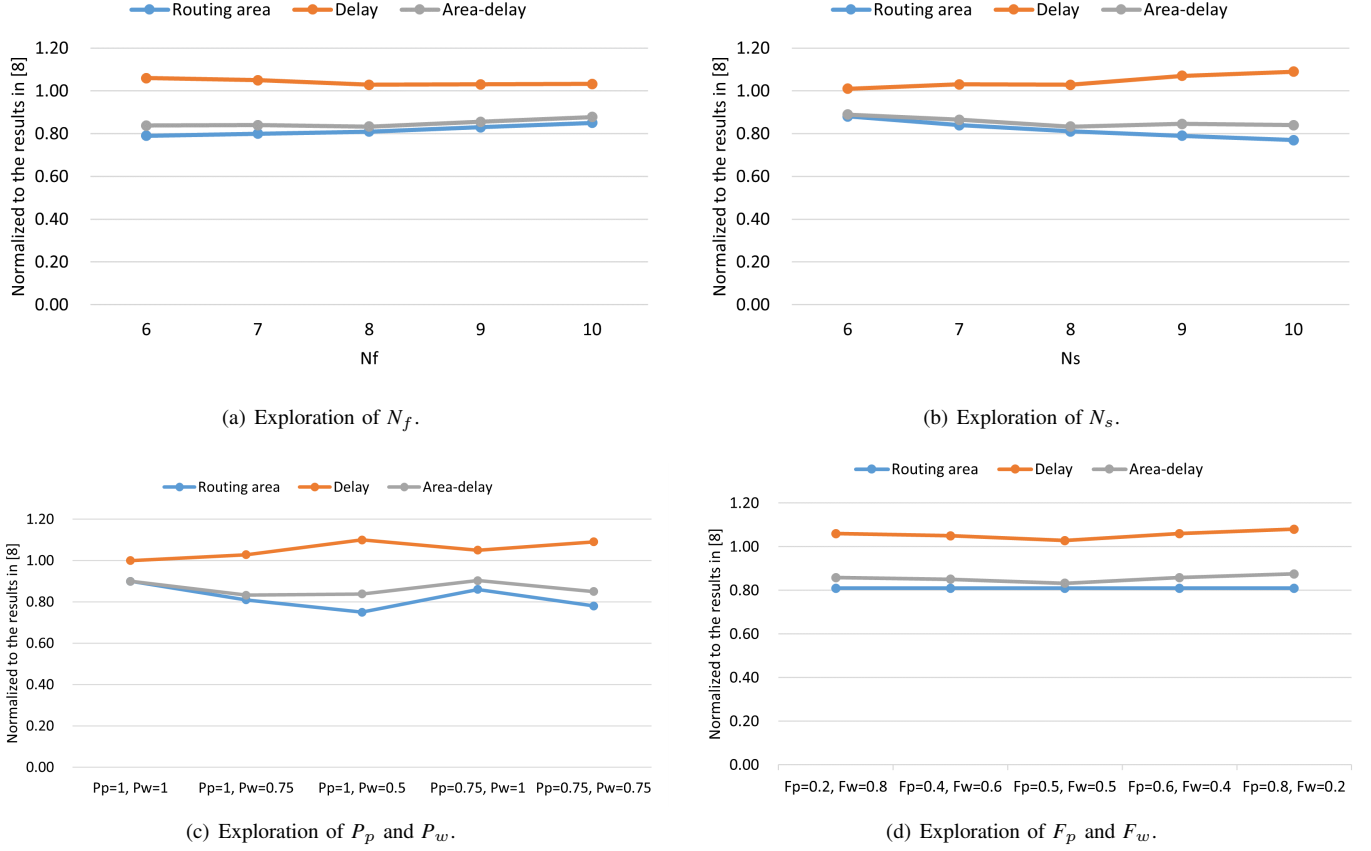 Routing area Delay Area-delay
Normalized to the results in [8]
1.20
1.00
0.80
0.60
0.40
0.20
0.00
6 7 8 9 10
Nf
(a) Exploration of N_f.
Routing area Delay Area-delay
Normalized to the results in [8]
1.20
1.00
0.80
0.60
0.40
0.20
0.00
6 7 8 9 10
Ns
(b) Exploration of N_s.
Routing area Delay Area-delay
Normalized to the results in [8]
1.20
1.00
0.80
0.60
0.40
0.20
0.00
Pp=1, Pw=1 Pp=1, Pw=0.75 Pp=1, Pw=0.5 Pp=0.75, Pw=1 Pp=0.75, Pw=0.75
(c) Exploration of P_p and P_w.
Routing area Delay Area-delay
Normalized to the results in [8]
1.20
1.00
0.80
0.60
0.40
0.20
0.00
Fp=0.2, Fw=0.8 Fp=0.4, Fw=0.6 Fp=0.5, Fw=0.5 Fp=0.6, Fw=0.4 Fp=0.8, Fw=0.2
(d) Exploration of F_p and F_w.